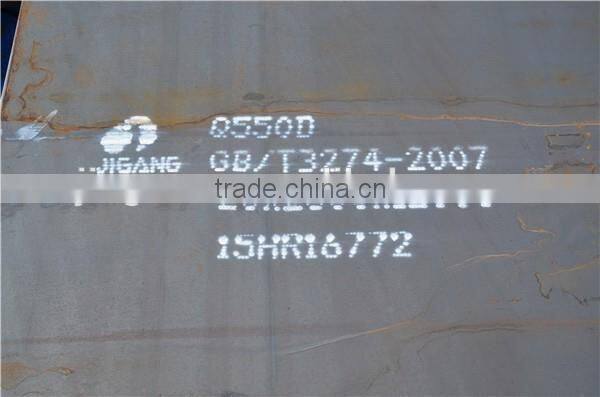 Q550D
JIGANG
GB/T3274-2007
trade.china.cn
15HR16772